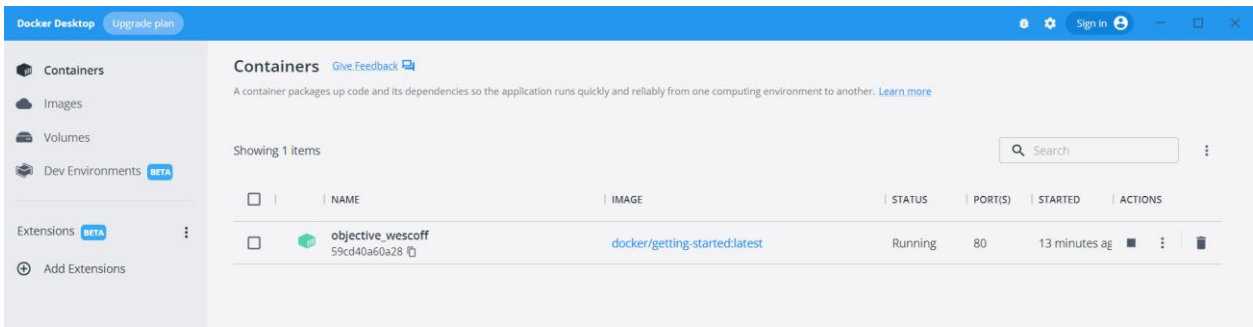 Docker Desktop Upgrade plan Sign in
Containers
Images
Volumes
Dev Environments BETA
Extensions BETA
Add Extensions
Containers Give Feedback
A container packages up code and its dependencies so the application runs quickly and reliably from one computing environment to another. Learn more
Showing 1 items Search
NAME IMAGE STATUS PORT(S) STARTED ACTIONS
objective_wescoff docker/getting-started:latest Running 80 13 minutes ag
59cd40a60a28